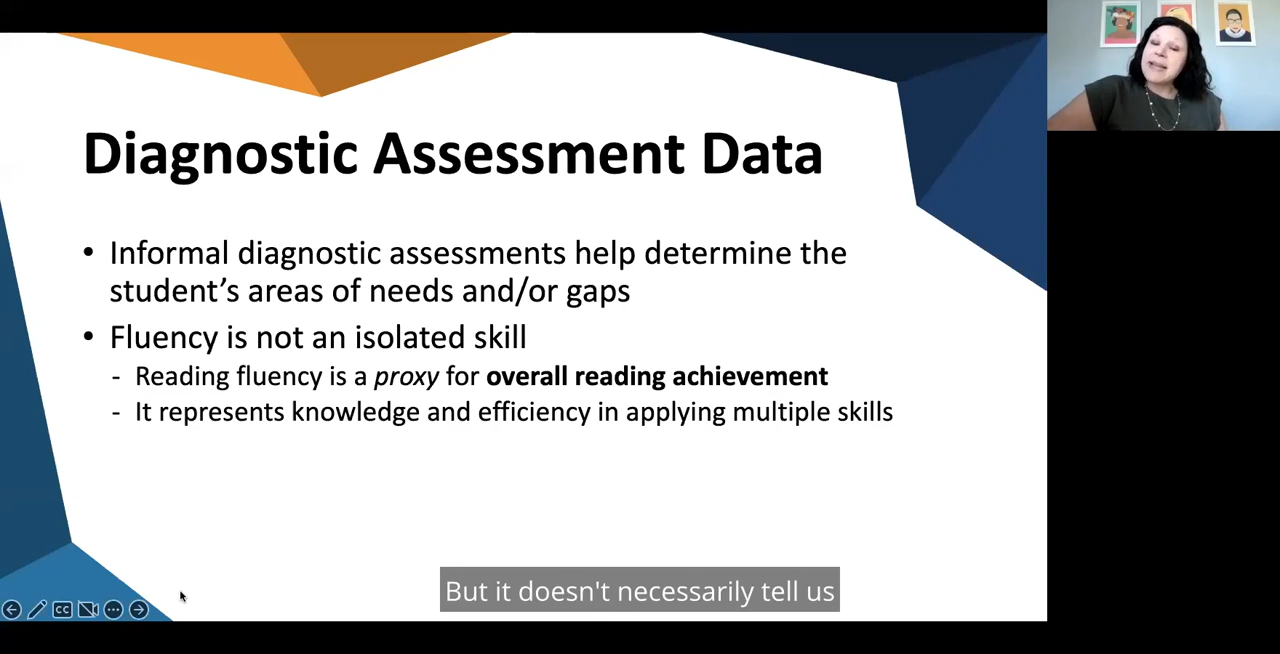 Diagnostic Assessment Data
• Informal diagnostic assessments help determine the
student’s areas of needs and/or gaps
• Fluency is not an isolated skill
- Reading fluency is a proxy for overall reading achievement
- It represents knowledge and efficiency in applying multiple skills
But it doesn't necessarily tell us
CC